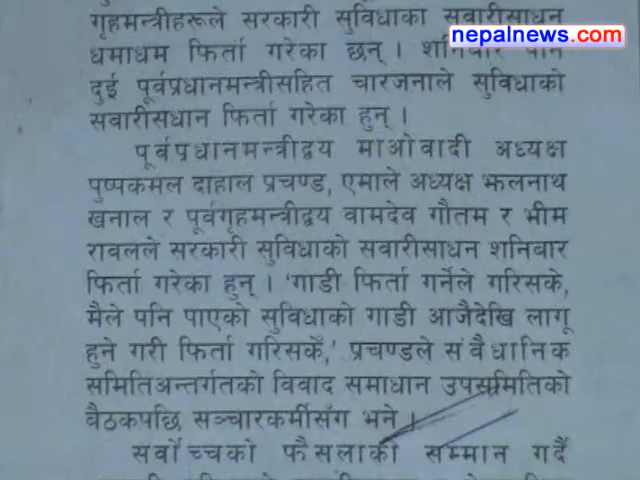 nepalnews.com
गृहमन्त्रीहरूले सरकारी सुविधाका सवारीसाधन
धमाधम फिर्ता गरेका छन् । शनिबार पनि
दुई पूर्वप्रधानमन्त्रीसहित चारजनाले सुविधाको
सवारीसधान फिर्ता गरेका हुन् ।
पूर्वप्रधानमन्त्रीद्वय माओवादी अध्यक्ष
पुष्पकमल दाहाल प्रचण्ड, एमाले अध्यक्ष झलनाथ
खनाल र पूर्वगृहमन्त्रीद्वय वामदेव गौतम र भीम
रावलले सरकारी सुविधाको सवारीसाधन शनिबार
फिर्ता गरेका हुन् । 'गाडी फिर्ता गर्नेले गरिसके,
मैले पनि पाएको सुविधाको गाडी आजैदेखि लागू
हुने गरी फिर्ता गरिसकेँ,' प्रचण्डले संवैधानिक
समितिअन्तर्गतको विवाद समाधान उपसमितिको
बैठकपछि सञ्चारकर्मीसँग भने ।
सर्वोच्चको फैसलाको सम्मान गर्दै